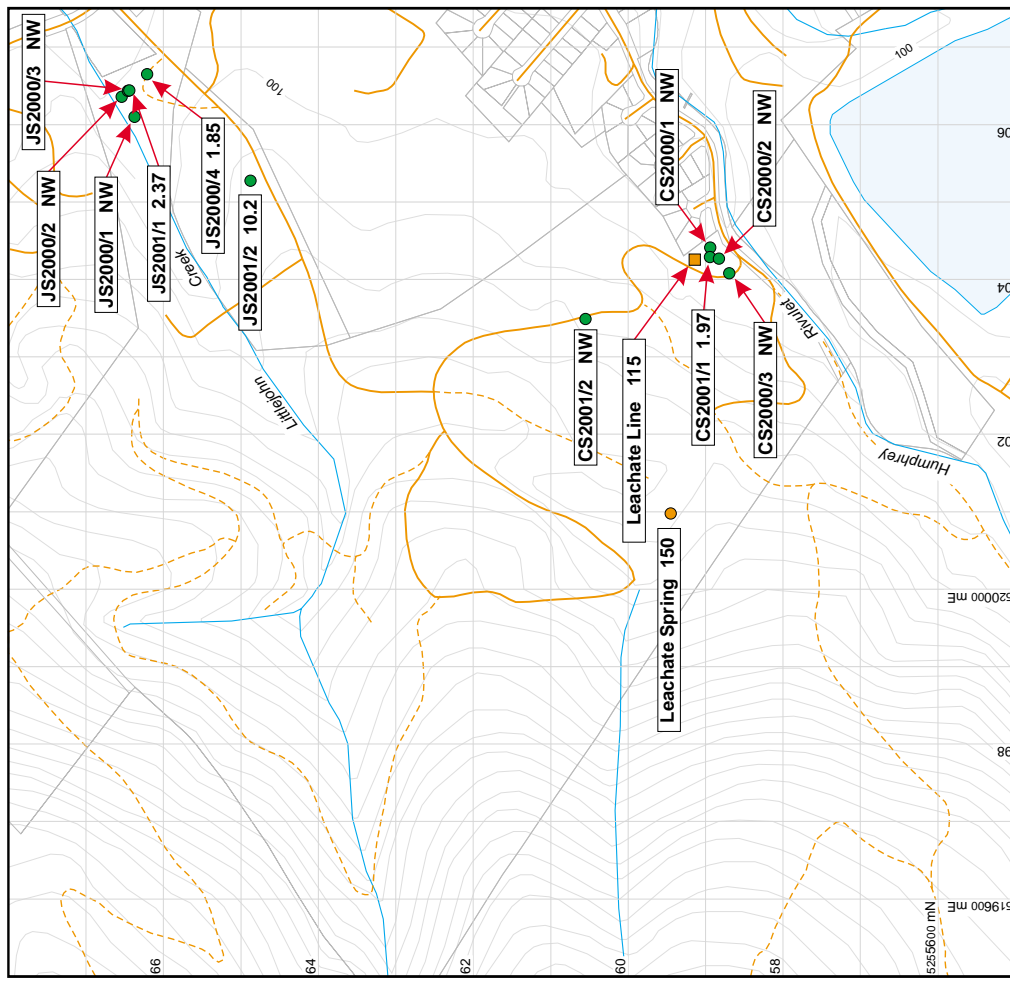 JS2000/3 NW
JS2000/2 NW
JS2000/1 NW
JS2001/1 2.37
JS2000/4 1.85
JS2001/2 10.2
CS2000/1 NW
CS2000/2 NW
CS2001/2 NW
Leachate Line 115
CS2001/1 1.97
CS2000/3 NW
Leachate Spring 150
Littlejohn
Creek
Humphrey
Rivulet
100
100
66
64
62
60
58
5255600 mN
06
04
02
520000 mE
98
519600 mE